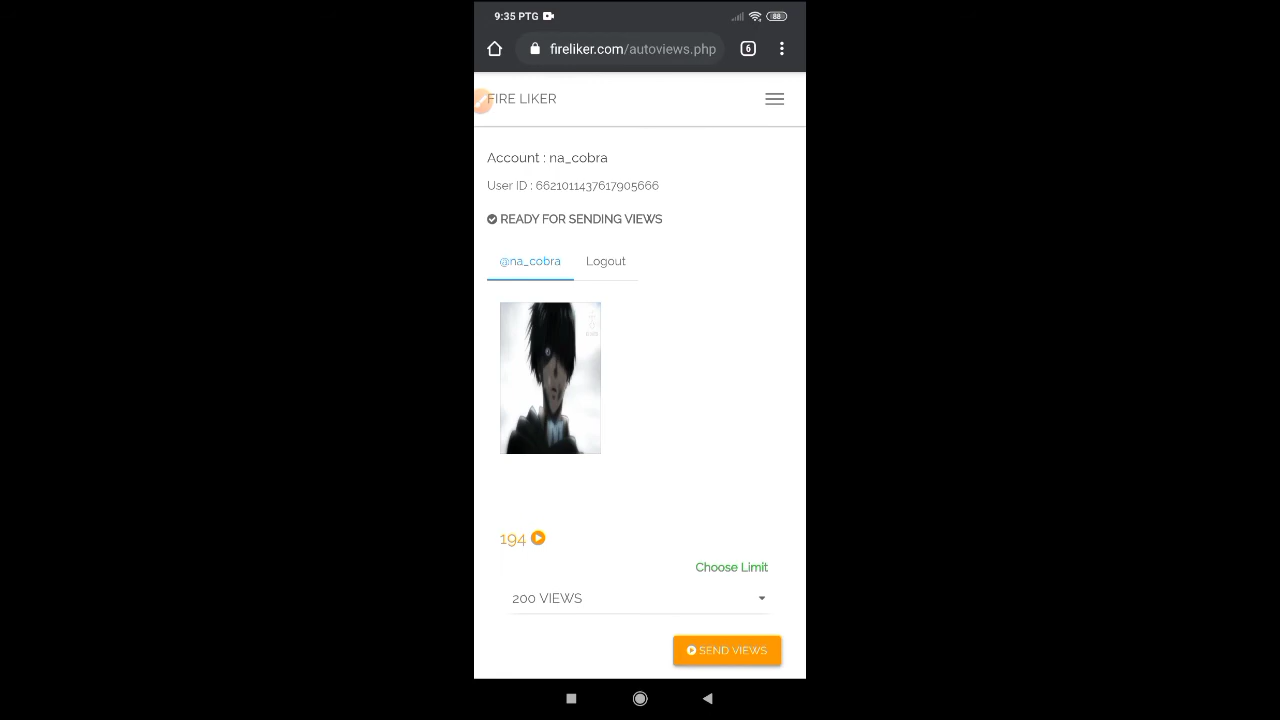 9:35 PTG
88
fireliker.com/autoviews.php
6
FIRE LIKER
Account : na_cobra
User ID : 6621011437617905666
READY FOR SENDING VIEWS
@na_cobra
Logout
194
Choose Limit
200 VIEWS
SEND VIEWS